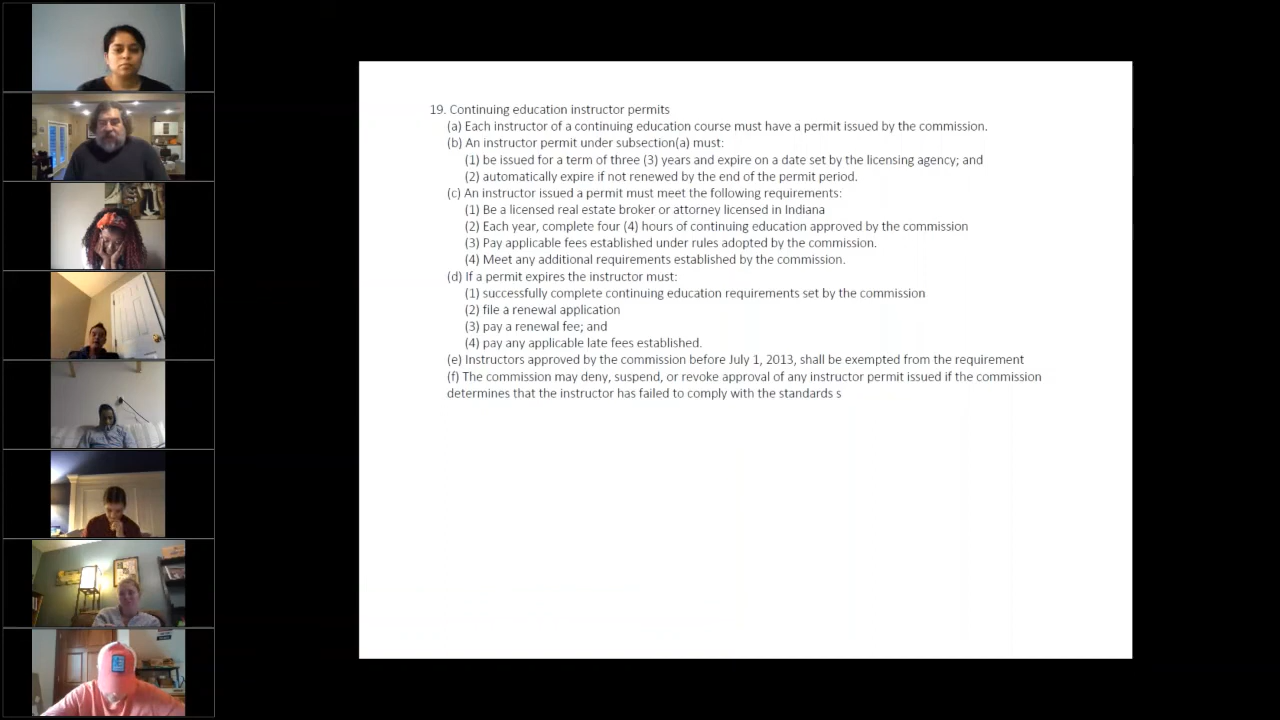 19. Continuing education instructor permits
(a) Each instructor of a continuing education course must have a permit issued by the commission.
(b) An instructor permit under subsection(a) must:
(1) be issued for a term of three (3) years and expire on a date set by the licensing agency; and
(2) automatically expire if not renewed by the end of the permit period.
(c) An instructor issued a permit must meet the following requirements:
(1) Be a licensed real estate broker or attorney licensed in Indiana
(2) Each year, complete four (4) hours of continuing education approved by the commission
(3) Pay applicable fees established under rules adopted by the commission.
(4) Meet any additional requirements established by the commission.
(d) If a permit expires the instructor must:
(1) successfully complete continuing education requirements set by the commission
(2) file a renewal application
(3) pay a renewal fee; and
(4) pay any applicable late fees established.
(e) Instructors approved by the commission before July 1, 2013, shall be exempted from the requirement
(f) The commission may deny, suspend, or revoke approval of any instructor permit issued if the commission
determines that the instructor has failed to comply with the standards s